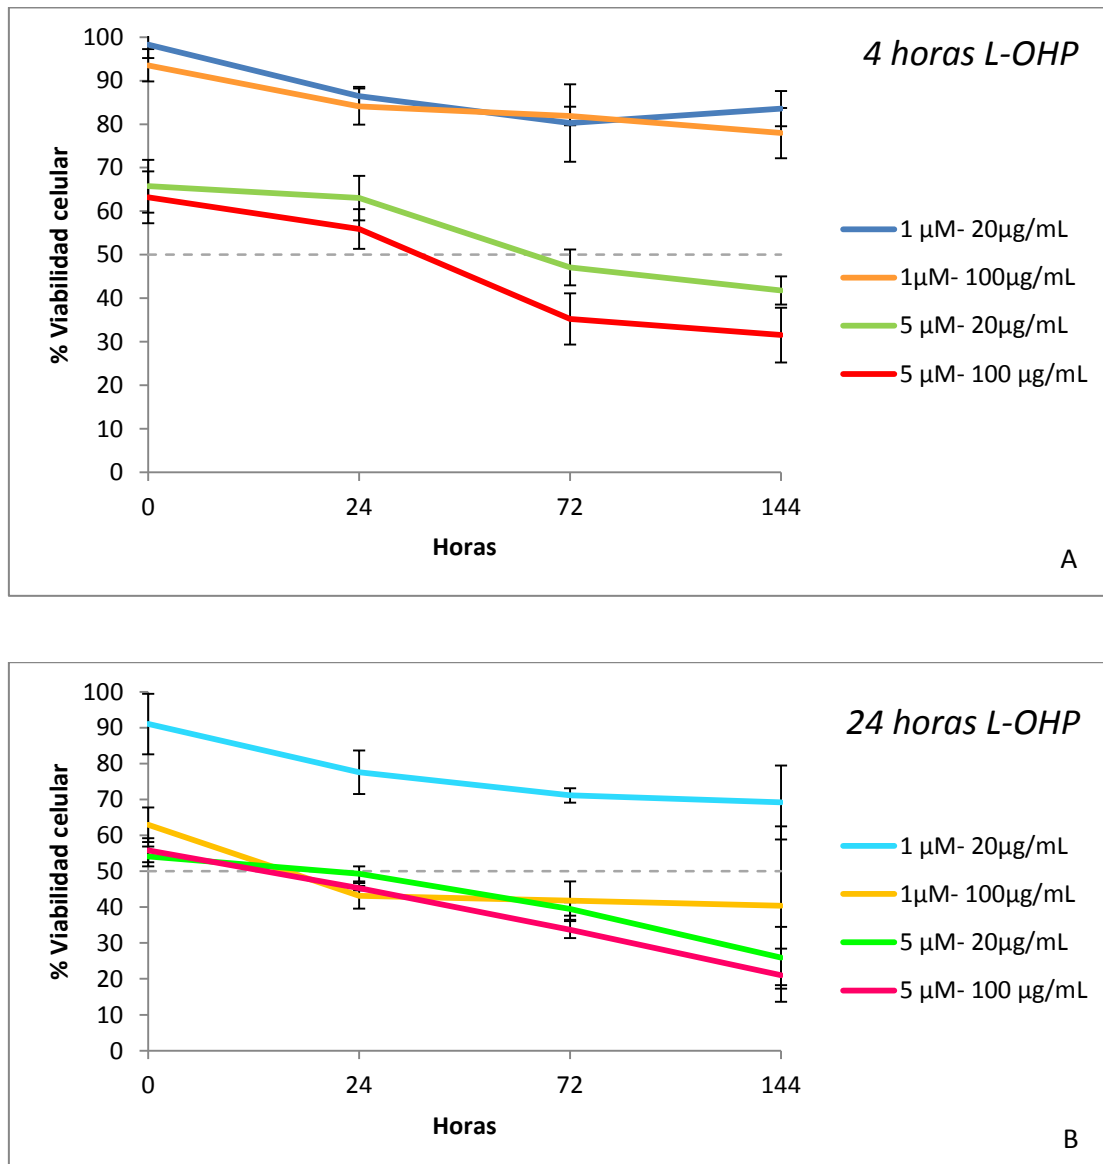 4 horas L-OHP
% Viabilidad celular
100
90
80
70
60
50
40
30
20
10
0
0 24 72 144
Horas
1 µM- 20µg/mL
1µM- 100µg/mL
5 µM- 20µg/mL
5 µM- 100 µg/mL
A
24 horas L-OHP
% Viabilidad celular
100
90
80
70
60
50
40
30
20
10
0
0 24 72 144
Horas
1 µM- 20µg/mL
1µM- 100µg/mL
5 µM- 20µg/mL
5 µM- 100 µg/mL
B